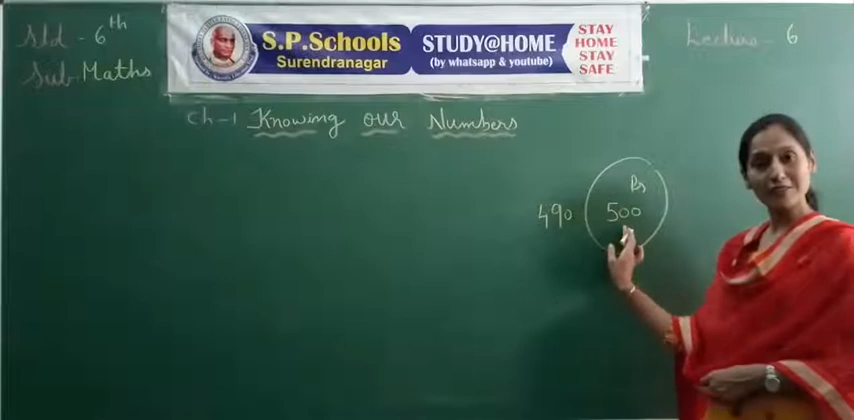 Std - 6th
Sub. Maths
S.P.Schools
Surendranagar
STUDY@HOME
(by whatsapp & youtube)
STAY
HOME
STAY
SAFE
Lecture - 6
Ch-1 Knowing our Numbers
Rs
490 500